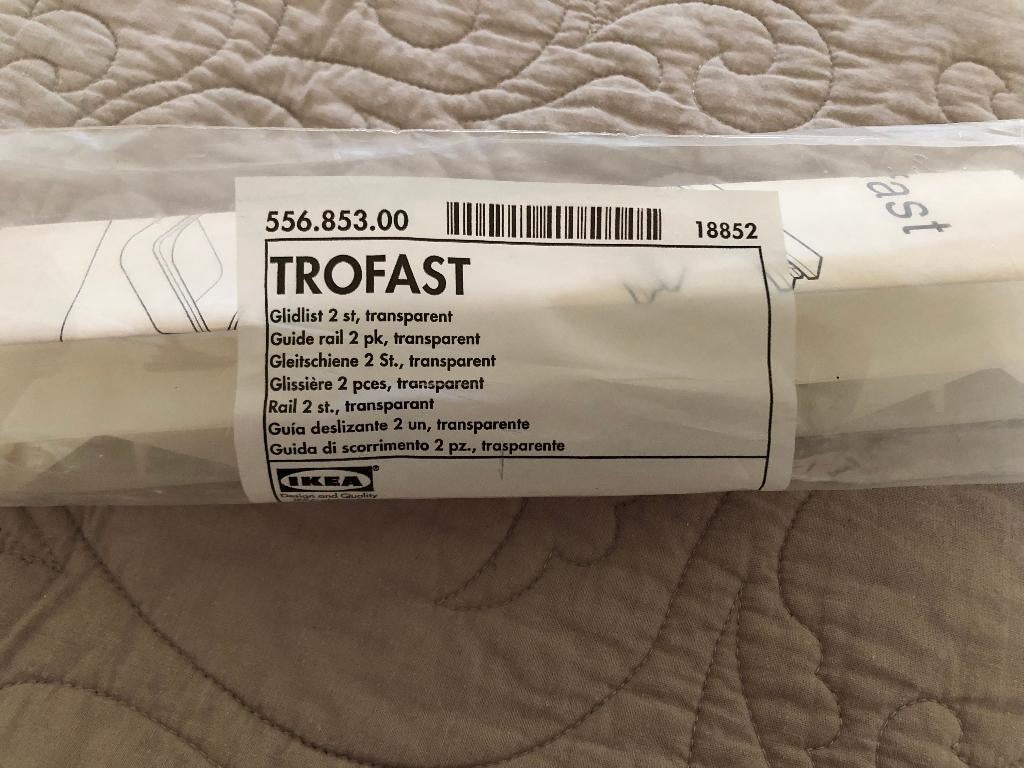 556.853.00
18852
TROFAST
Glidlist 2 st, transparent
Guide rail 2 pk, transparent
Gleitschiene 2 St., transparent
Glissière 2 pces, transparent
Rail 2 st., transparant
Guía deslizante 2 un, transparente
Guida di scorrimento 2 pz., trasparente
IKEA®
Design and Quality
ast